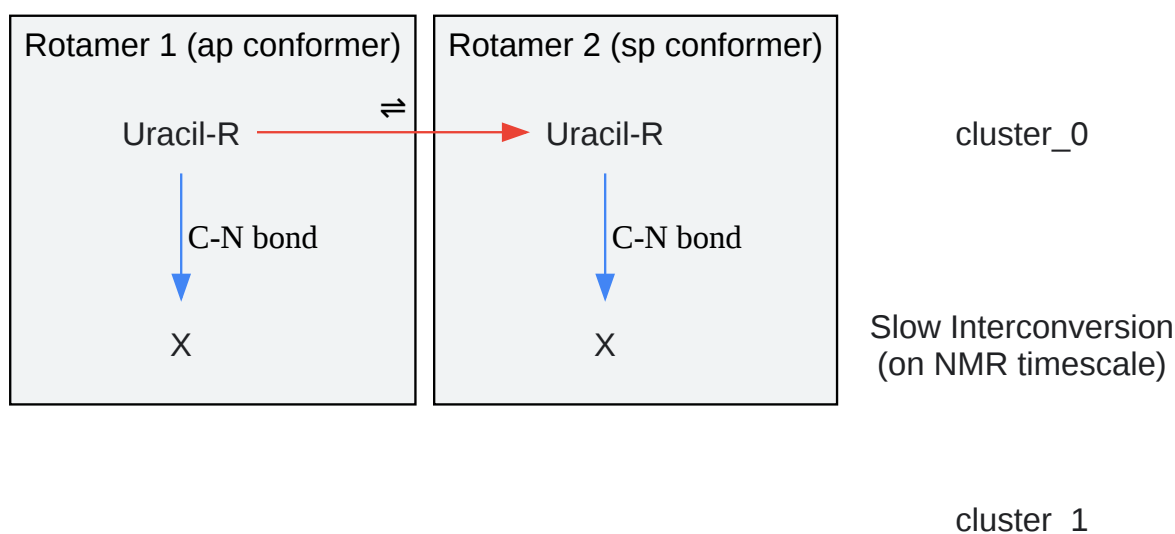 Rotamer 1 (ap conformer)
Rotamer 2 (sp conformer)
⇌
Uracil-R
Uracil-R
cluster_0
C-N bond
C-N bond
X
X
Slow Interconversion
(on NMR timescale)
cluster_1